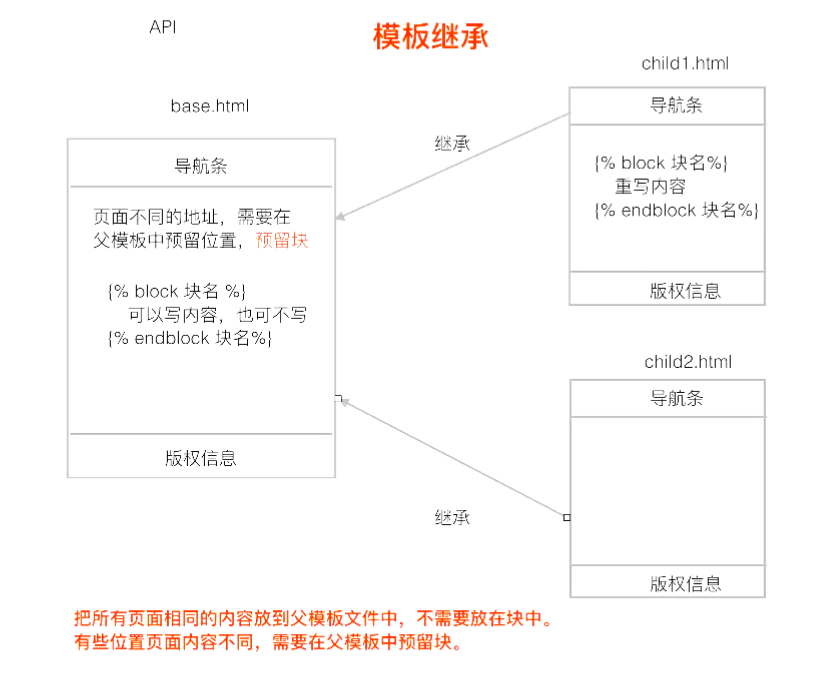 API
模板继承
base.html
导航条
页面不同的地址，需要在
父模板中预留位置，预留块
{% block 块名 %}
可以写内容，也可不写
{% endblock 块名%}
版权信息
继承
继承
child1.html
导航条
{% block 块名%}
重写内容
{% endblock 块名%}
版权信息
child2.html
导航条
版权信息
把所有页面相同的内容放到父模板文件中，不需要放在块中。
有些位置页面内容不同，需要在父模板中预留块。